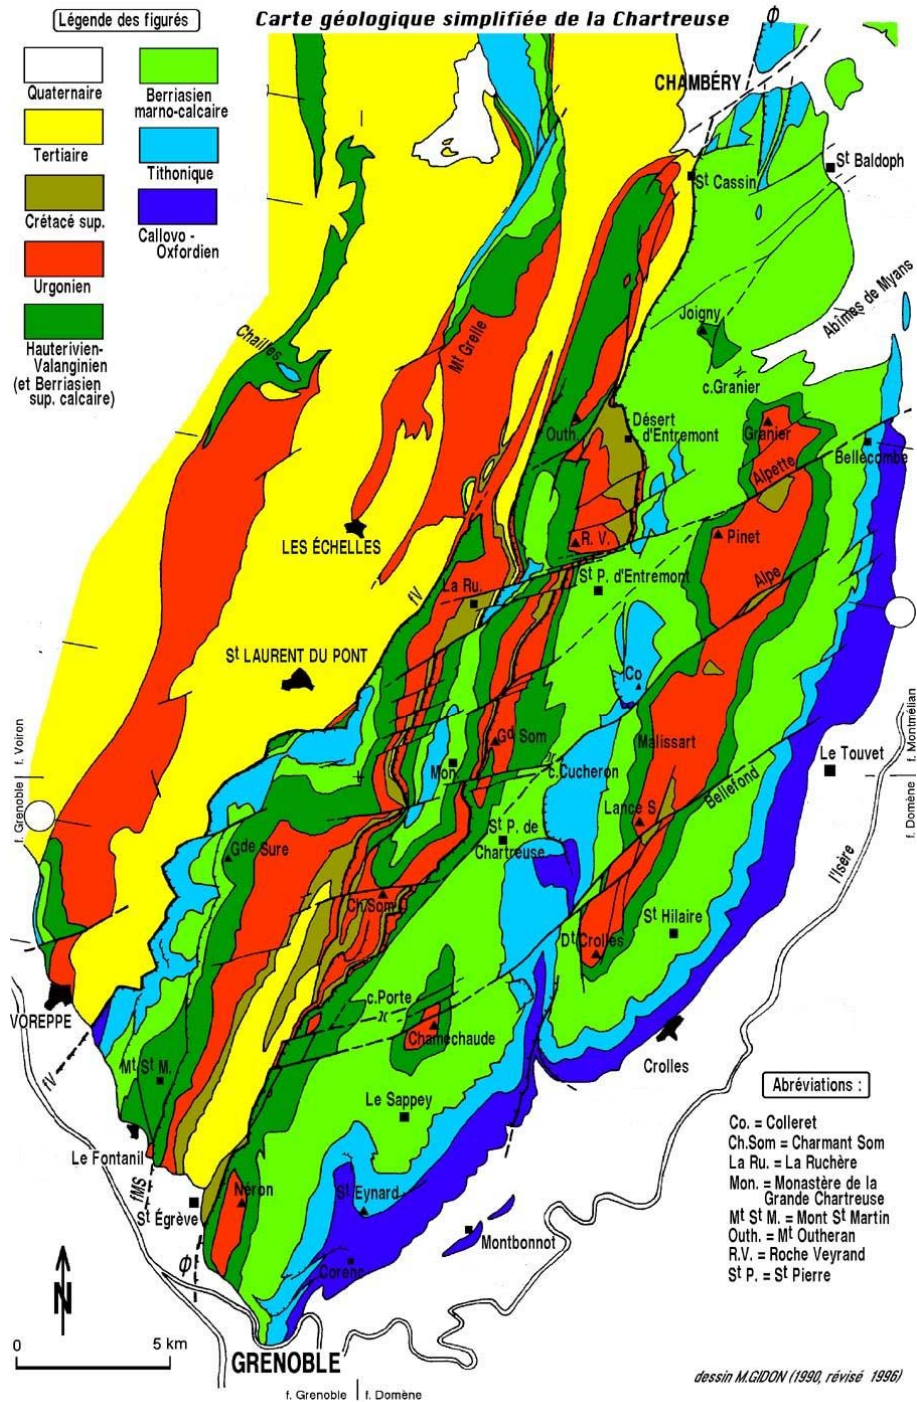 Légende des figurés
Carte géologique simplifiée de la Chartreuse
Quaternaire
Berriasien
marno-calcaire
Tertiaire
Tithonique
Crétacé sup.
Callovo -
Oxfordien
Urgonien
Hauterivien-
Valanginien
(et Berriasien
sup. calcaire)
Φ
CHAMBÉRY
St Baldoph
St Cassin
Abîmes de Myans
Joigny
c. Granier
Chailles
Mt Grelle
Outh.
Désert
d'Entremont
Granier
Bellecombe
Alpette
LES ÉCHELLES
R. V.
Pinet
La Ru.
fV
St P. d'Entremont
Alpe
St LAURENT DU PONT
Co
f. Voiron
f. Grenoble
f. Montmélian
f. Domène
Gd Som
Malissart
Mon.
c.Cucheron
Le Touvet
Bellefond
Lance S.
St P. de
Chartreuse
Gde Sure
l'Isère
Ch.Som
St Hilaire
Dt Crolles
VOREPPE
c.Porte
Chamechaude
Crolles
fV
Mt St M.
Le Sappey
Le Fontanil
fMS
St Égrève
Néron
St Eynard
Montbonnot
Φ
Corenc
Abréviations :
Co. = Colleret
Ch.Som = Charmant Som
La Ru. = La Ruchère
Mon. = Monastère de la
Grande Chartreuse
Mt St M. = Mont St Martin
Outh. = Mt Outheran
R.V. = Roche Veyrand
St P. = St Pierre
N
0 5 km
GRENOBLE
f. Grenoble | f. Domène
dessin M.GIDON (1990, révisé 1996)